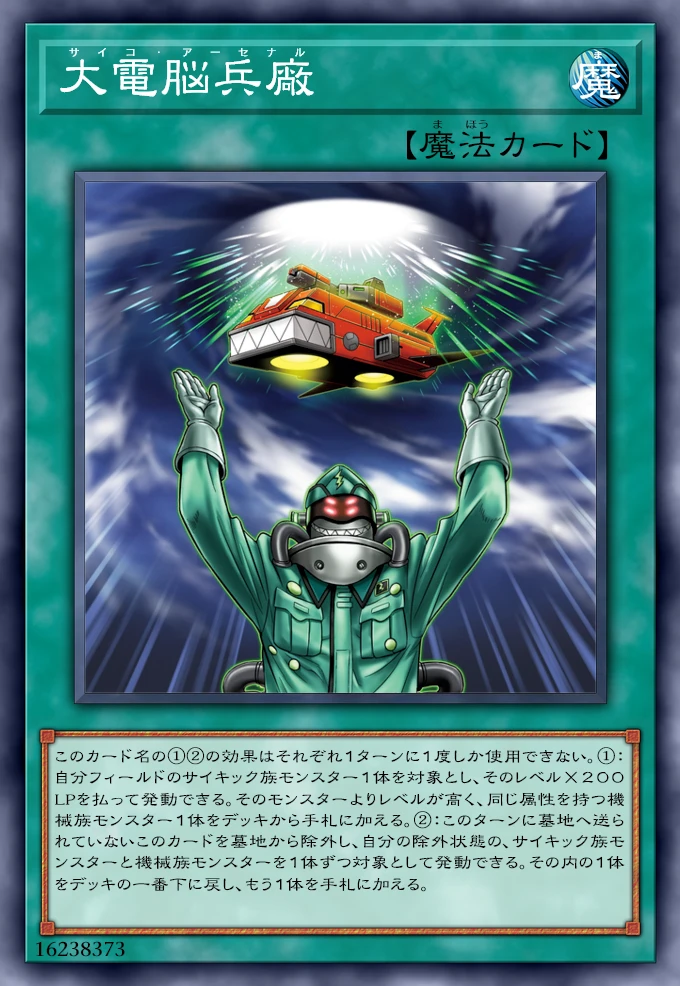 サイコ・アーセナル
大電脳兵廠
ま
魔
ま ほう
【魔法カード】
このカード名の①②の効果はそれぞれ1ターンに1度しか使用できない。①：
自分フィールドのサイキック族モンスター1体を対象とし、そのレベル×200
LPを払って発動できる。そのモンスターよりレベルが高く、同じ属性を持つ機
械族モンスター1体をデッキから手札に加える。②：このターンに墓地へ送ら
れていないこのカードを墓地から除外し、自分の除外状態の、サイキック族モ
ンスターと機械族モンスターを1体ずつ対象として発動できる。その内の1体
をデッキの一番下に戻し、もう1体を手札に加える。
16238373